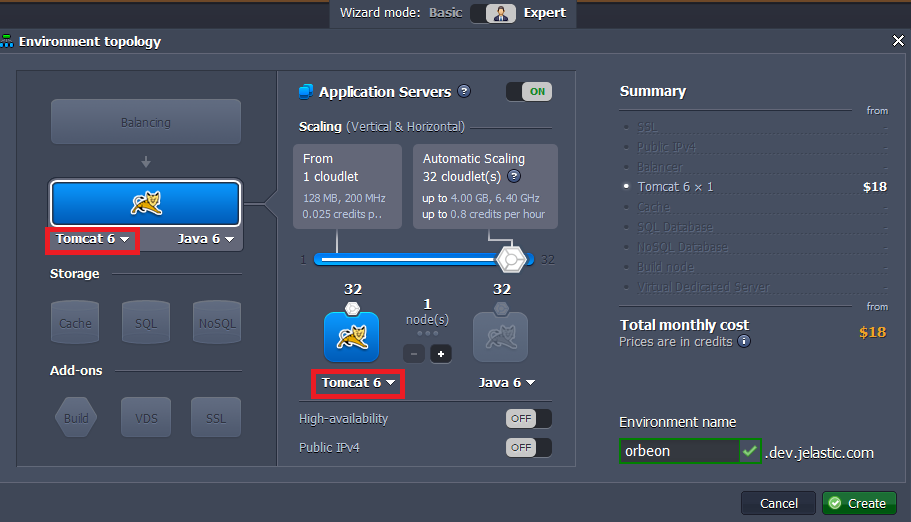 Wizard mode: Basic Expert
Environment topology
Balancing
Tomcat 6 Java 6
Storage
Cache SQL NoSQL
Add-ons
Build VDS SSL
Application Servers ? ON
Scaling (Vertical & Horizontal)
From
1 cloudlet
128 MB, 200 MHz
0.025 credits p..
Automatic Scaling
32 cloudlet(s) ?
up to 4.00 GB, 6.40 GHz
up to 0.8 credits per hour
1 32
32 32
1
node(s)
- +
Tomcat 6 Java 6
High-availability OFF
Public IPv4 OFF
Summary
from
SSL -
Public IPv4 -
Balancer -
Tomcat 6 × 1 $18
Cache -
SQL Database -
NoSQL Database -
Build node -
Virtual Dedicated Server -
from
Total monthly cost $18
Prices are in credits i
Environment name
orbeon .dev.jelastic.com
Cancel Create